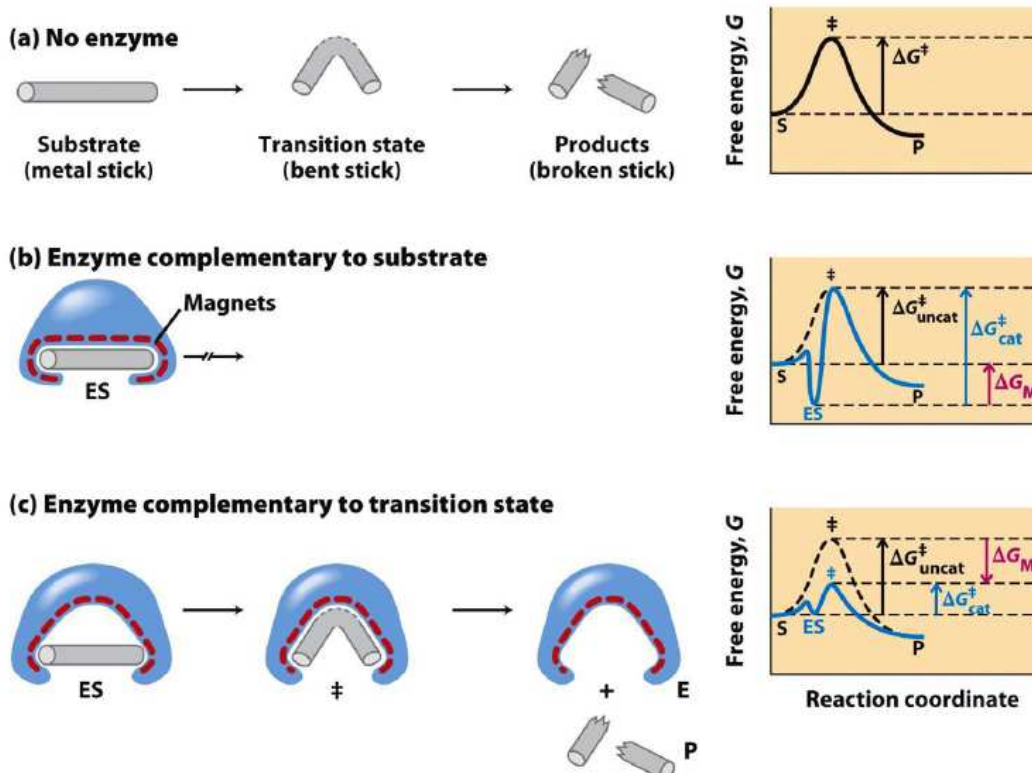 (a) No enzyme
Substrate
(metal stick)
Transition state
(bent stick)
Products
(broken stick)
Free energy, G
‡
ΔG‡
S
P
(b) Enzyme complementary to substrate
Magnets
ES
Free energy, G
‡
ΔG‡uncat
ΔG‡cat
ΔGM
S
ES
P
(c) Enzyme complementary to transition state
ES
‡
+
E
P
Free energy, G
‡
‡
ΔG‡uncat
ΔGM
ΔG‡cat
S
ES
P
Reaction coordinate